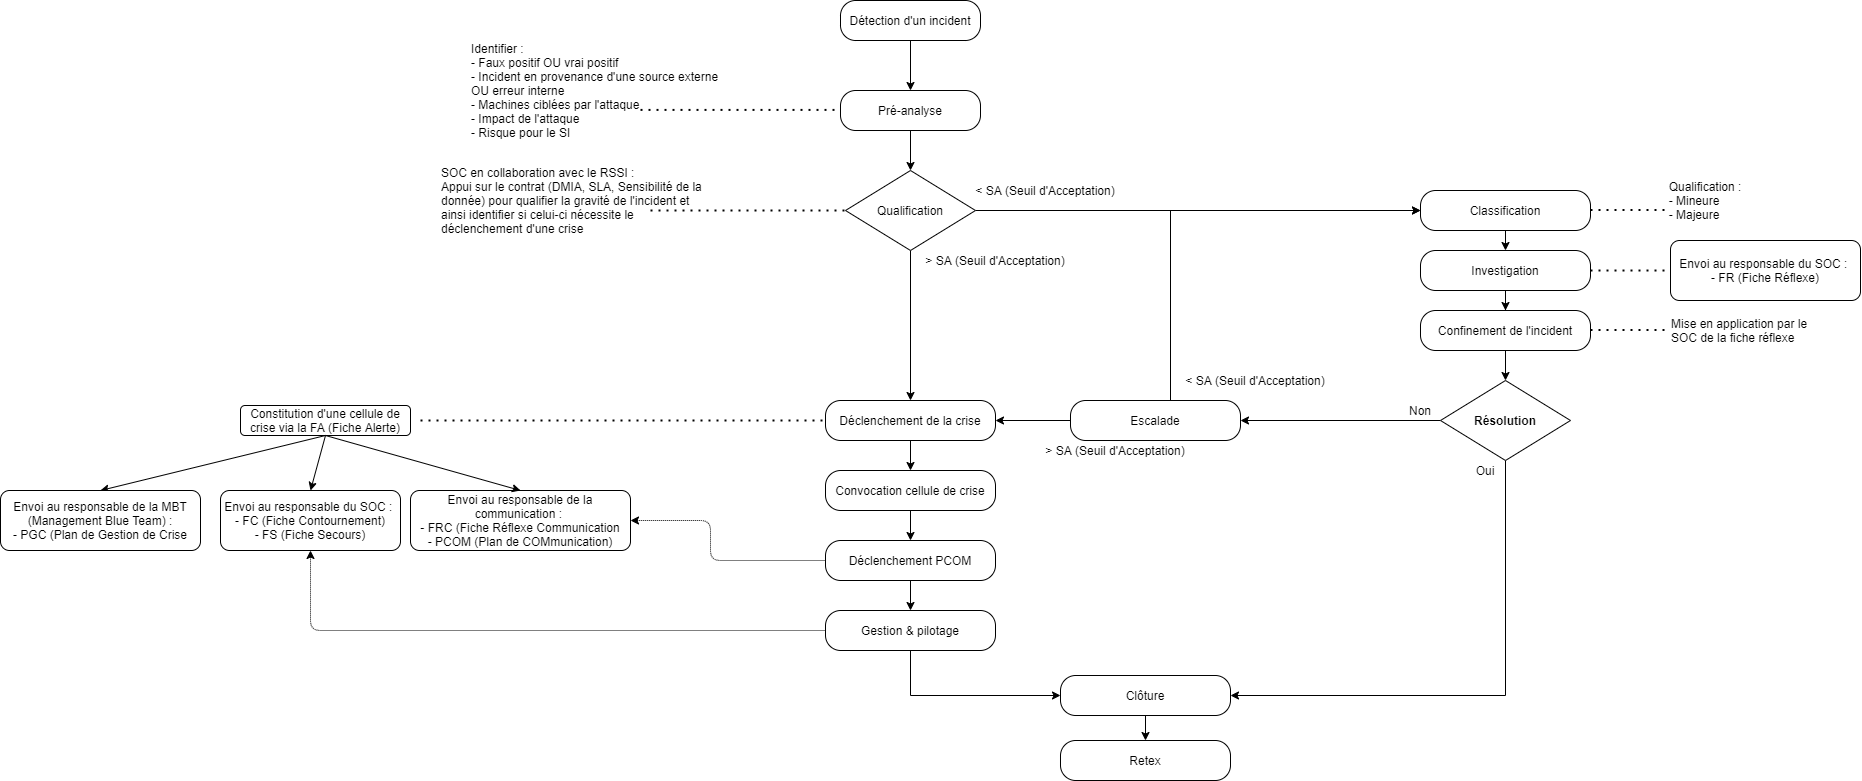 Détection d'un incident
Identifier :
- Faux positif OU vrai positif
- Incident en provenance d'une source externe
OU erreur interne
- Machines ciblées par l'attaque
- Impact de l'attaque
- Risque pour le SI
Pré-analyse
SOC en collaboration avec le RSSI :
Appui sur le contrat (DMIA, SLA, Sensibilité de la
donnée) pour qualifier la gravité de l'incident et
ainsi identifier si celui-ci nécessite le
déclenchement d'une crise
Qualification
< SA (Seuil d'Acceptation)
> SA (Seuil d'Acceptation)
Classification
Qualification :
- Mineure
- Majeure
Investigation
Envoi au responsable du SOC :
- FR (Fiche Réflexe)
Confinement de l'incident
Mise en application par le
SOC de la fiche réflexe
< SA (Seuil d'Acceptation)
Non
Résolution
Oui
Escalade
> SA (Seuil d'Acceptation)
Déclenchement de la crise
Constitution d'une cellule de
crise via la FA (Fiche Alerte)
Envoi au responsable de la MBT
(Management Blue Team) :
- PGC (Plan de Gestion de Crise
Envoi au responsable du SOC :
- FC (Fiche Contournement)
- FS (Fiche Secours)
Envoi au responsable de la
communication :
- FRC (Fiche Réflexe Communication
- PCOM (Plan de COMmunication)
Convocation cellule de crise
Déclenchement PCOM
Gestion & pilotage
Clôture
Retex